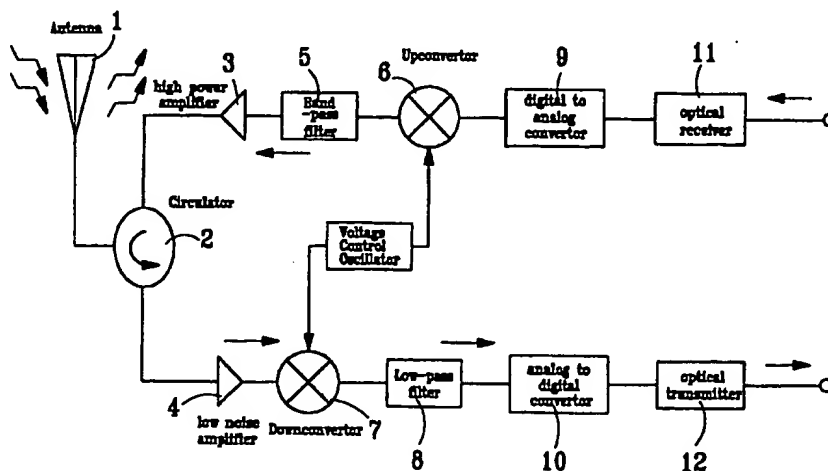 Antenna
1
high power
amplifier
3
5
Band
-pass
filter
Upconvertor
6
9
digital to
analog
convertor
11
optical
receiver
Circulator
2
Voltage
Control
Oscillator
4
low noise
amplifier
Downconvertor
7
Low-pass
filter
8
analog to
digital
convertor
10
optical
transmitter
12